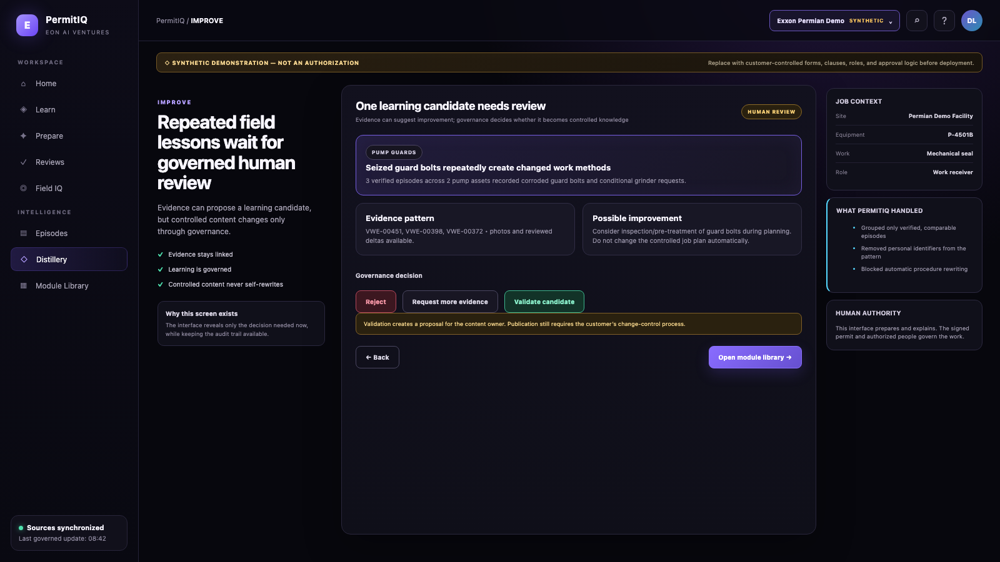 E
PermitIQ
EON AI VENTURES
WORKSPACE
Home
Learn
Prepare
Reviews
Field IQ
INTELLIGENCE
Episodes
Distillery
Module Library
Sources synchronized
Last governed update: 08:42
PermitIQ / IMPROVE
Exxon Permian Demo SYNTHETIC
?
DL
SYNTHETIC DEMONSTRATION — NOT AN AUTHORIZATION
Replace with customer-controlled forms, clauses, roles, and approval logic before deployment.
IMPROVE
Repeated field
lessons wait for
governed human
review
Evidence can propose a learning candidate,
but controlled content changes only
through governance.
✓ Evidence stays linked
✓ Learning is governed
✓ Controlled content never self-rewrites
Why this screen exists
The interface reveals only the decision needed now,
while keeping the audit trail available.
One learning candidate needs review
Evidence can suggest improvement; governance decides whether it becomes controlled knowledge
HUMAN REVIEW
PUMP GUARDS
Seized guard bolts repeatedly create changed work methods
3 verified episodes across 2 pump assets recorded corroded guard bolts and conditional grinder requests.
Evidence pattern
VWE-00451, VWE-00398, VWE-00372 • photos and reviewed
deltas available.
Possible improvement
Consider inspection/pre-treatment of guard bolts during planning.
Do not change the controlled job plan automatically.
Governance decision
Reject
Request more evidence
Validate candidate
Validation creates a proposal for the content owner. Publication still requires the customer's change-control process.
← Back
Open module library →
JOB CONTEXT
Site Permian Demo Facility
Equipment P-4501B
Work Mechanical seal
Role Work receiver
WHAT PERMITIQ HANDLED
• Grouped only verified, comparable
episodes
• Removed personal identifiers from the
pattern
• Blocked automatic procedure rewriting
HUMAN AUTHORITY
This interface prepares and explains. The signed
permit and authorized people govern the work.